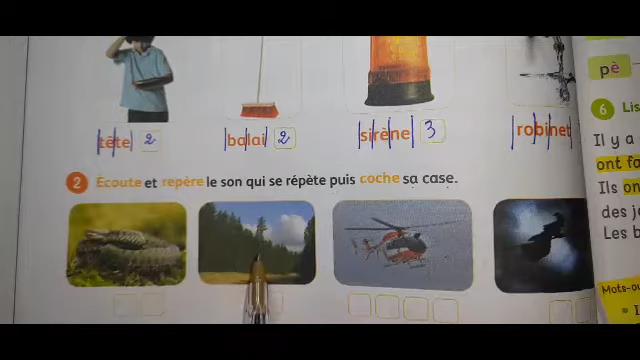 tête 2 balai 2 sirène 3 robinet
2 Écoute et repère le son qui se répète puis coche sa case.
pè
6 Lis
Il y a
ont fa
Ils on
des j
Les b
Mots-ou